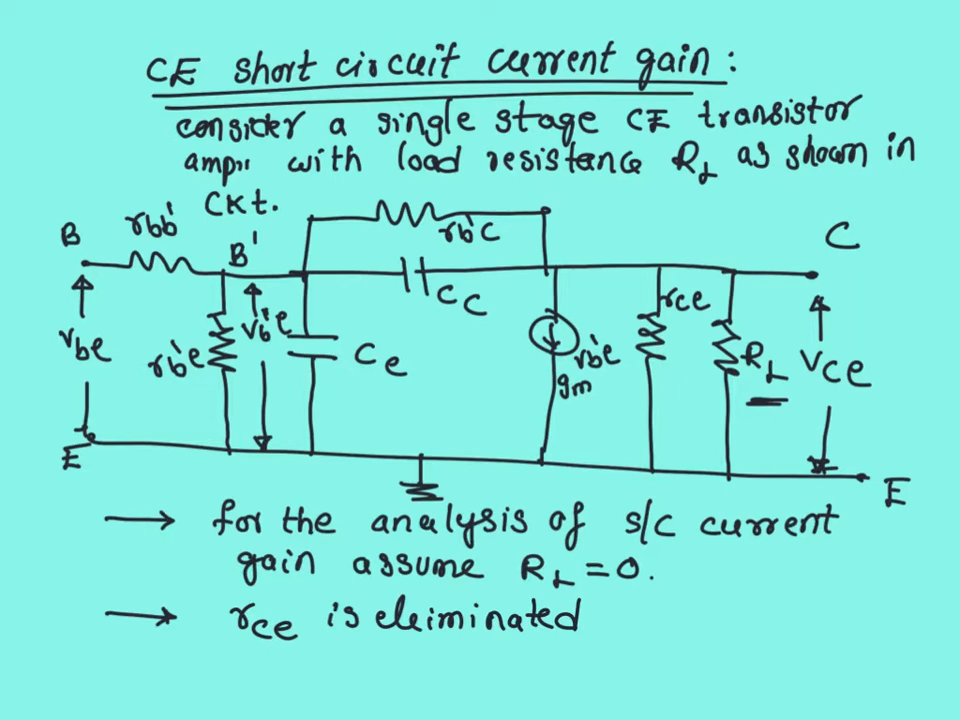 CE short circuit current gain :
consider a single stage CE transistor
ampr with load resistance RL as shown in
ckt.
B
rbb'
B'
rb'c
C
Cc
Vbe
rb'e
Vb'e
Ce
Vb'e
gm
rce
RL
Vce
E
E
→ for the analysis of s/c current
gain assume RL = 0.
→ rce is eleiminated